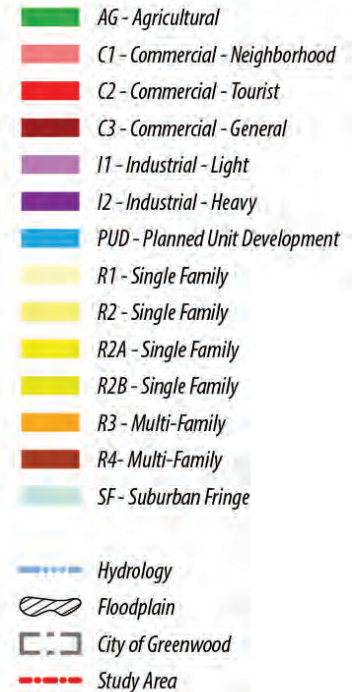 AG - Agricultural
C1 - Commercial - Neighborhood
C2 - Commercial - Tourist
C3 - Commercial - General
I1 - Industrial - Light
I2 - Industrial - Heavy
PUD - Planned Unit Development
R1 - Single Family
R2 - Single Family
R2A - Single Family
R2B - Single Family
R3 - Multi-Family
R4- Multi-Family
SF - Suburban Fringe
Hydrology
Floodplain
City of Greenwood
Study Area